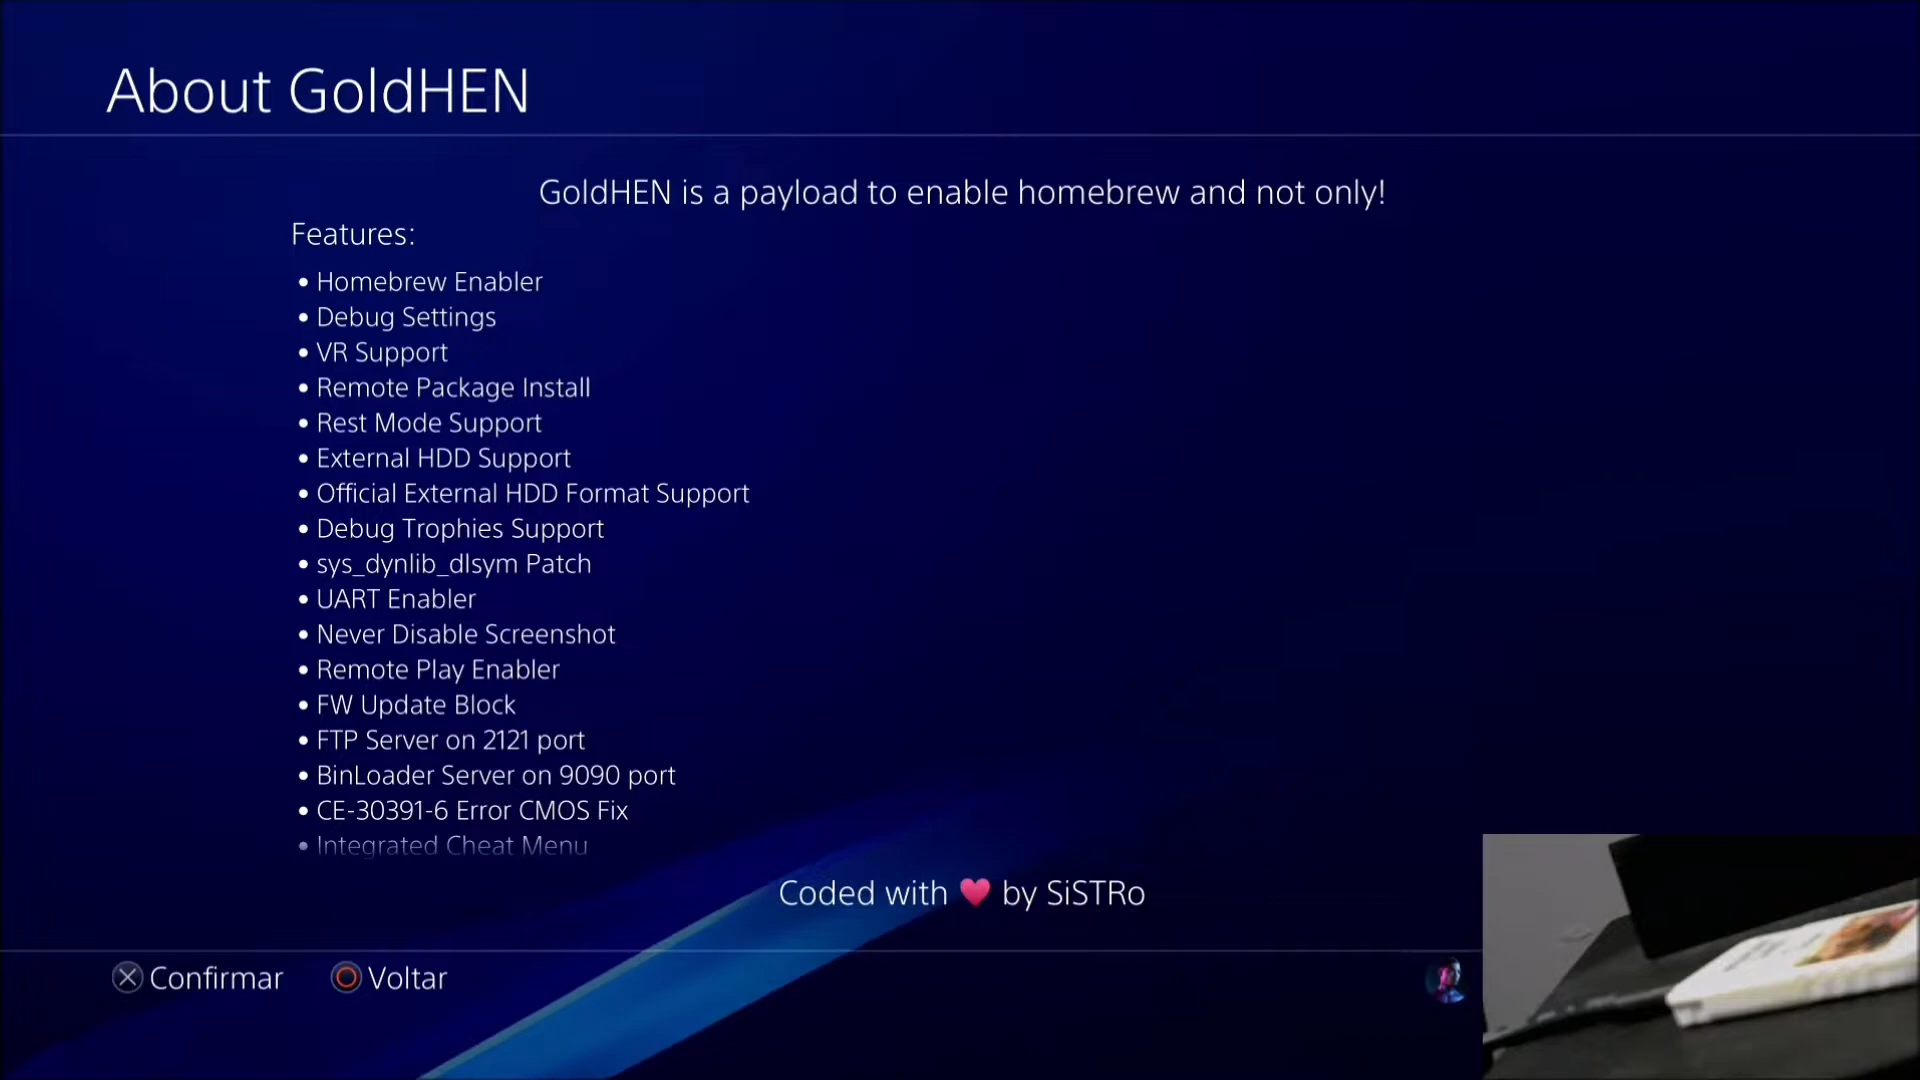 About GoldHEN
GoldHEN is a payload to enable homebrew and not only!
Features:
• Homebrew Enabler
• Debug Settings
• VR Support
• Remote Package Install
• Rest Mode Support
• External HDD Support
• Official External HDD Format Support
• Debug Trophies Support
• sys_dynlib_dlsym Patch
• UART Enabler
• Never Disable Screenshot
• Remote Play Enabler
• FW Update Block
• FTP Server on 2121 port
• BinLoader Server on 9090 port
• CE-30391-6 Error CMOS Fix
• Integrated Cheat Menu
Coded with ♥ by SiSTRo
Confirmar Voltar